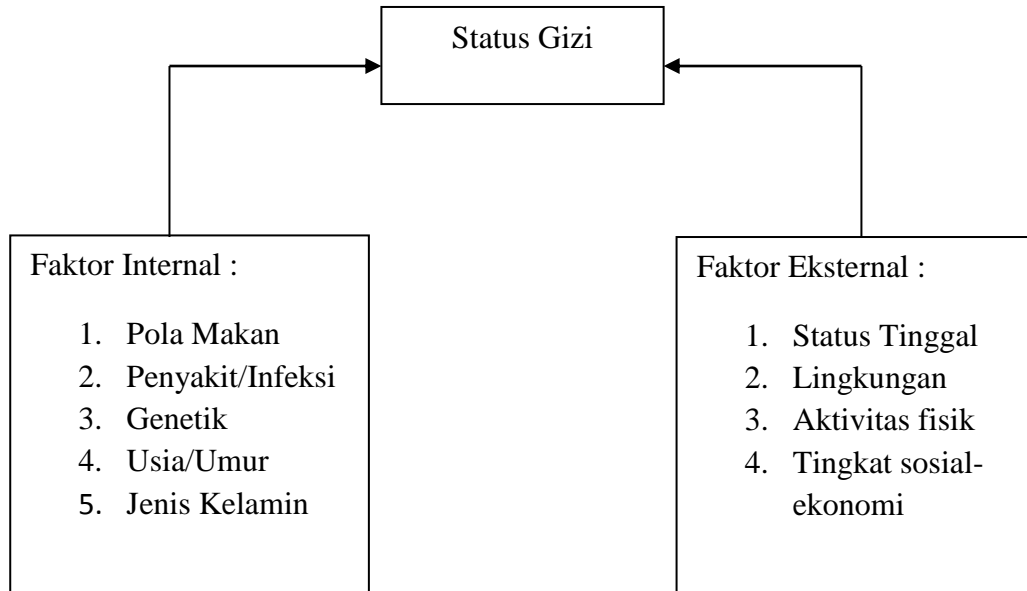 Status Gizi
Faktor Internal :
1. Pola Makan
2. Penyakit/Infeksi
3. Genetik
4. Usia/Umur
5. Jenis Kelamin
Faktor Eksternal :
1. Status Tinggal
2. Lingkungan
3. Aktivitas fisik
4. Tingkat sosial-
ekonomi